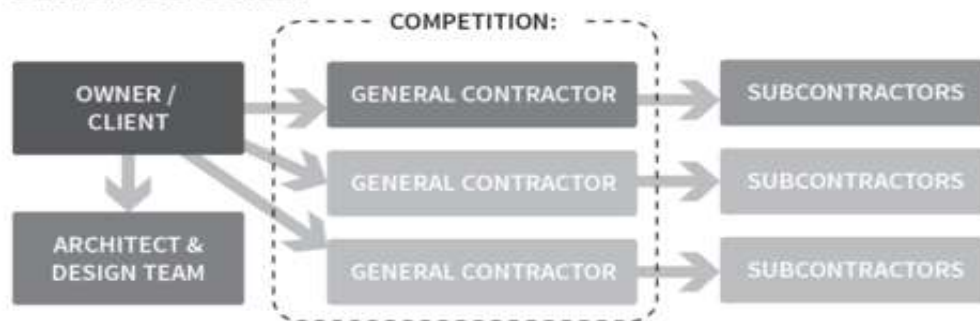 COMPETITION:
OWNER /
CLIENT
GENERAL CONTRACTOR
SUBCONTRACTORS
GENERAL CONTRACTOR
SUBCONTRACTORS
ARCHITECT &
DESIGN TEAM
GENERAL CONTRACTOR
SUBCONTRACTORS